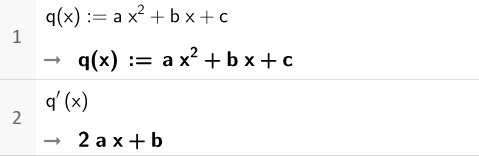 1
q(x) := a x² + b x + c
→ q(x) := a x² + b x + c
2
q′(x)
→ 2 a x + b